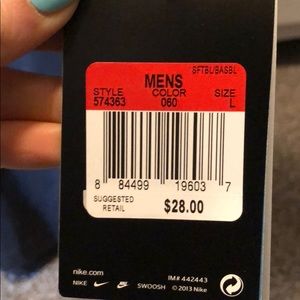 SFTBL/BASBL
MENS
STYLE COLOR SIZE
574363 060 L
8 84499 19603 7
SUGGESTED
RETAIL $28.00
nike.com IM# 442443
NIKE SWOOSH © 2013 Nike